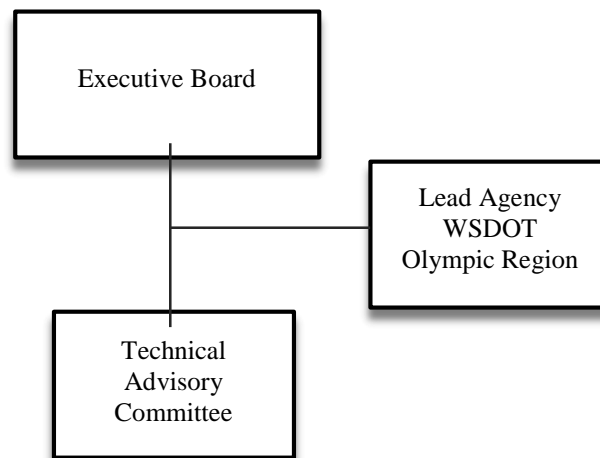 Executive Board
Lead Agency
WSDOT
Olympic Region
Technical
Advisory
Committee